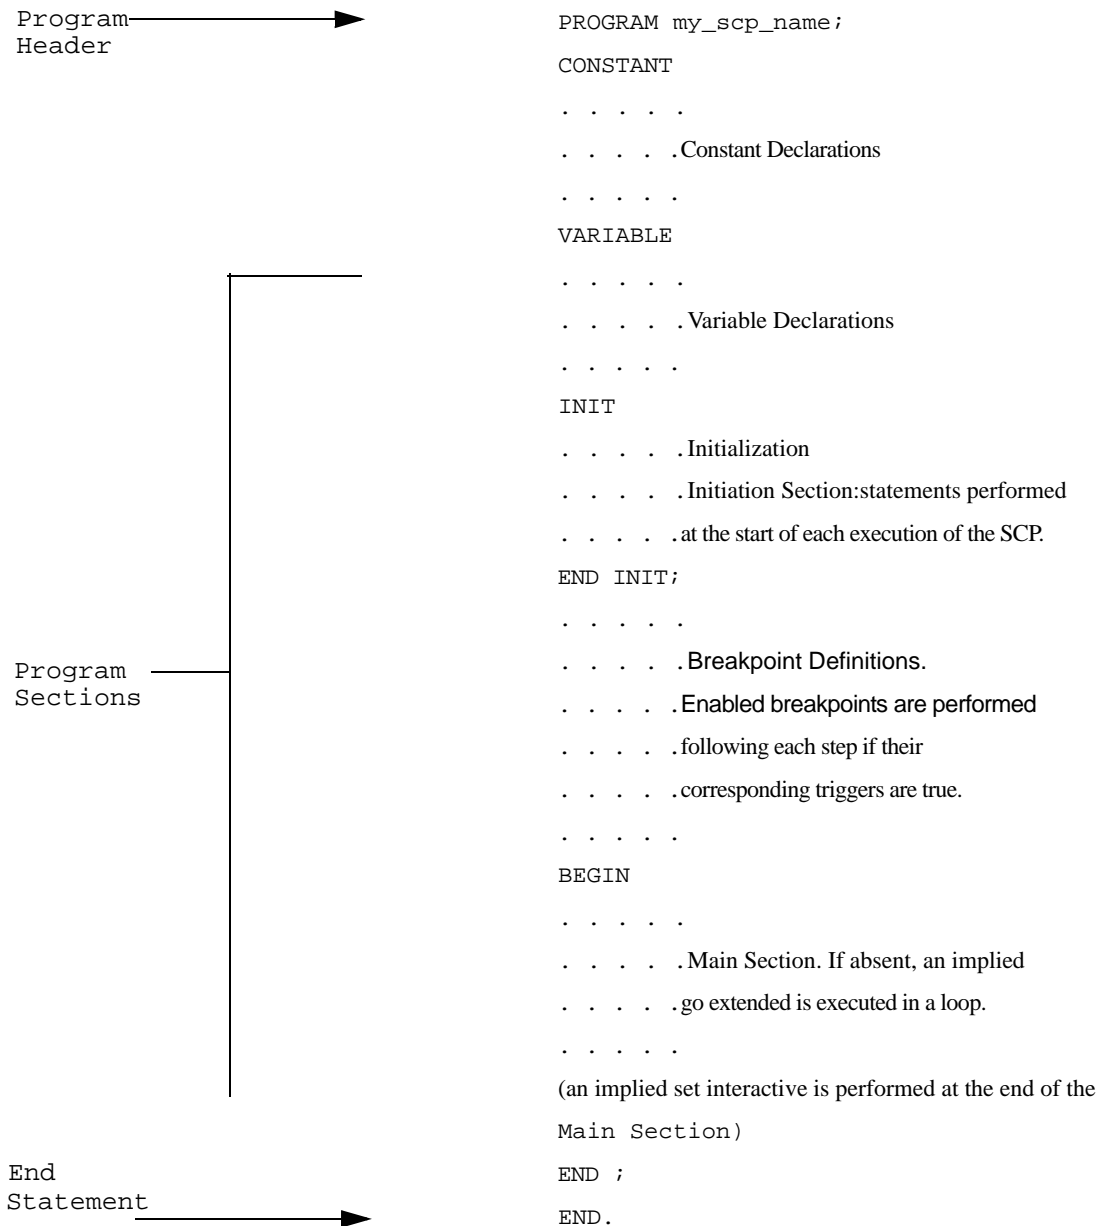 Program
Header
PROGRAM my_scp_name;
CONSTANT
. . . . .
. . . . .Constant Declarations
. . . . .
VARIABLE
. . . . .
. . . . .Variable Declarations
. . . . .
INIT
. . . . .Initialization
. . . . .Initiation Section:statements performed
. . . . .at the start of each execution of the SCP.
END INIT;
. . . . .
Program
Sections
. . . . .Breakpoint Definitions.
. . . . .Enabled breakpoints are performed
. . . . .following each step if their
. . . . .corresponding triggers are true.
. . . . .
BEGIN
. . . . .
. . . . .Main Section. If absent, an implied
. . . . .go extended is executed in a loop.
. . . . .
(an implied set interactive is performed at the end of the
Main Section)
End
Statement
END ;
END.